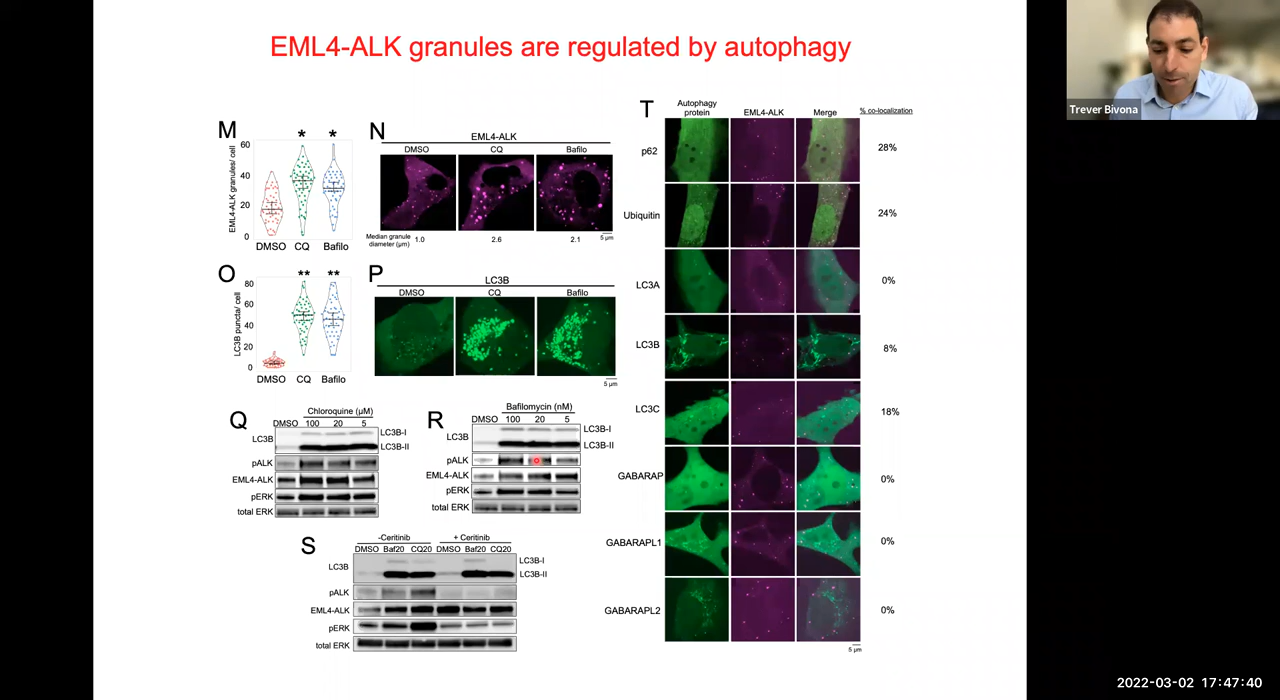 EML4-ALK granules are regulated by autophagy
Trever Bivona
M
* *
EML4-ALK granules/ cell
60
40
20
0
DMSO CQ Bafilo
N
EML4-ALK
DMSO CQ Bafilo
Median granule
diameter (μm)
1.0 2.6 2.1
5 μm
O
** **
LC3B puncta/ cell
80
60
40
20
0
DMSO CQ Bafilo
P
LC3B
DMSO CQ Bafilo
5 μm
Q
Chloroquine (μM)
DMSO 100 20 5
LC3B
LC3B-I
LC3B-II
pALK
EML4-ALK
pERK
total ERK
R
Bafilomycin (nM)
DMSO 100 20 5
LC3B
LC3B-I
LC3B-II
pALK
EML4-ALK
pERK
total ERK
S
-Ceritinib + Ceritinib
DMSO Baf20 CQ20 DMSO Baf20 CQ20
LC3B
LC3B-I
LC3B-II
pALK
EML4-ALK
pERK
total ERK
T
Autophagy
protein
EML4-ALK Merge % co-localization
p62 28%
Ubiquitin 24%
LC3A 0%
LC3B 8%
LC3C 18%
GABARAP 0%
GABARAPL1 0%
GABARAPL2 0%
5 μm
2022-03-02 17:47:40